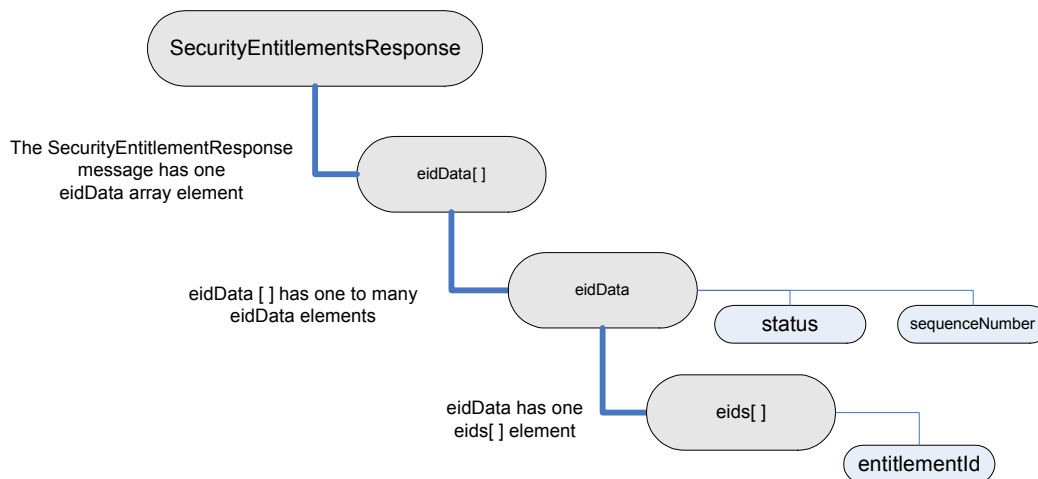 SecurityEntitlementsResponse
The SecurityEntitlementResponse
message has one
eidData array element
eidData[ ]
eidData [ ] has one to many
eidData elements
eidData
status
sequenceNumber
eidData has one
eids[ ] element
eids[ ]
entitlementId